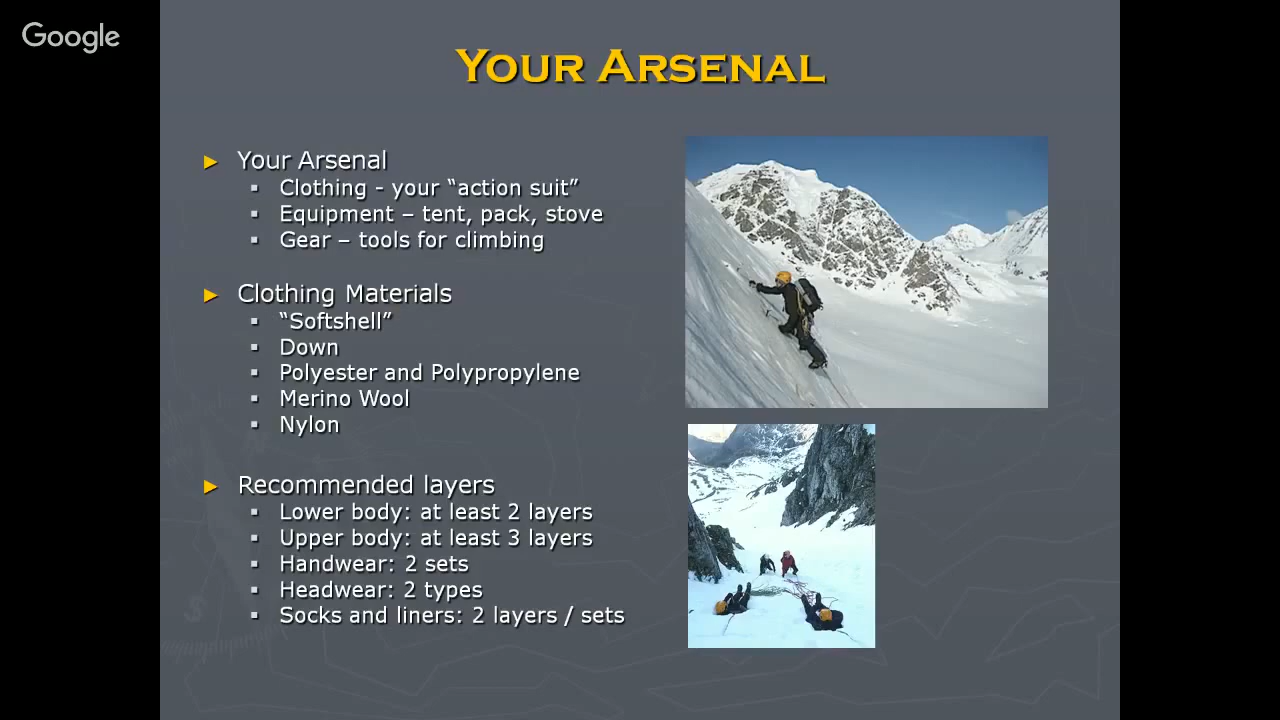 Google
YOUR ARSENAL
Your Arsenal
Clothing - your “action suit”
Equipment – tent, pack, stove
Gear – tools for climbing
Clothing Materials
“Softshell”
Down
Polyester and Polypropylene
Merino Wool
Nylon
Recommended layers
Lower body: at least 2 layers
Upper body: at least 3 layers
Handwear: 2 sets
Headwear: 2 types
Socks and liners: 2 layers / sets